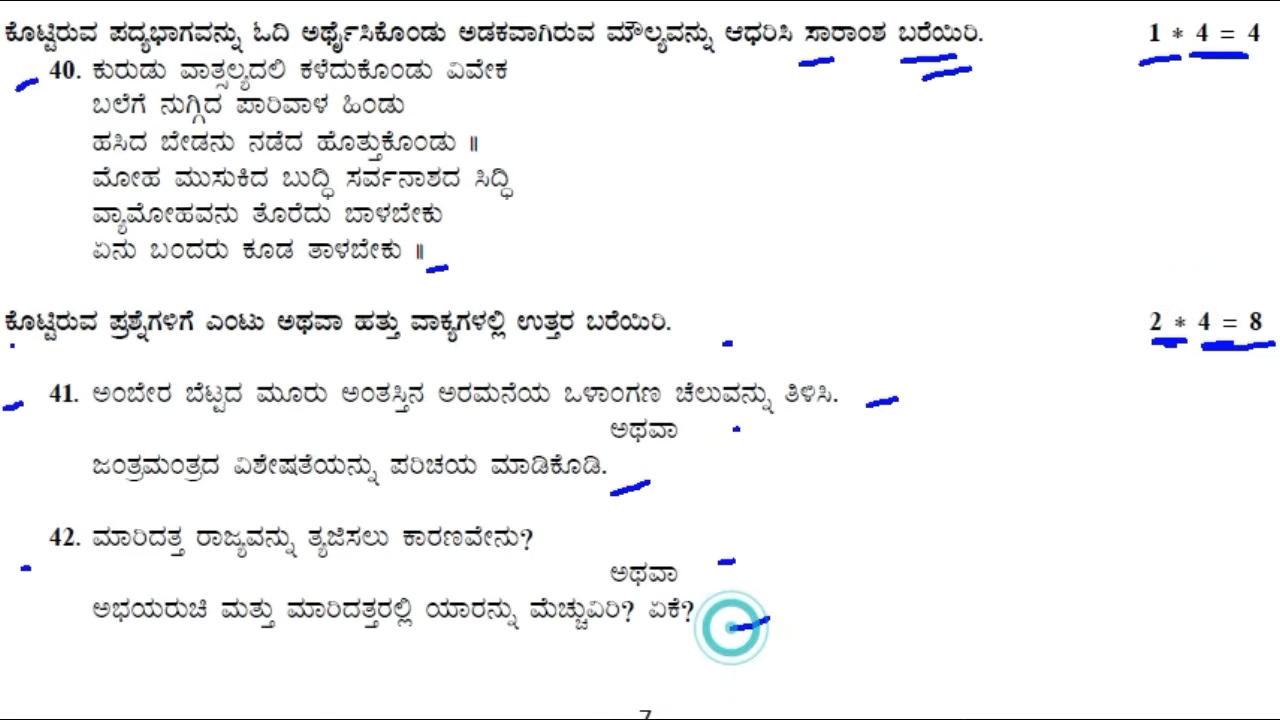 ಕೊಟ್ಟಿರುವ ಪದ್ಯಭಾಗವನ್ನು ಓದಿ ಅರ್ಥೈಸಿಕೊಂಡು ಅಡಕವಾಗಿರುವ ಮೌಲ್ಯವನ್ನು ಆಧರಿಸಿ ಸಾರಾಂಶ ಬರೆಯಿರಿ. 1 * 4 = 4
40. ಕುರುಡು ವಾತ್ಸಲ್ಯದಲಿ ಕಳೆದುಕೊಂಡು ವಿವೇಕ
ಬಲೆಗೆ ನುಗ್ಗಿದ ಪಾರಿವಾಳ ಹಿಂಡು
ಹಸಿದ ಬೇಡನು ನಡೆದ ಹೊತ್ತುಕೊಂಡು ॥
ಮೋಹ ಮುಸುಕಿದ ಬುದ್ಧಿ ಸರ್ವನಾಶದ ಸಿದ್ಧಿ
ವ್ಯಾಮೋಹವನು ತೊರೆದು ಬಾಳಬೇಕು
ಏನು ಬಂದರು ಕೂಡ ತಾಳಬೇಕು ॥
ಕೊಟ್ಟಿರುವ ಪ್ರಶ್ನೆಗಳಿಗೆ ಎಂಟು ಅಥವಾ ಹತ್ತು ವಾಕ್ಯಗಳಲ್ಲಿ ಉತ್ತರ ಬರೆಯಿರಿ. 2 * 4 = 8
41. ಅಂಬೇರ ಬೆಟ್ಟದ ಮೂರು ಅಂತಸ್ತಿನ ಅರಮನೆಯ ಒಳಾಂಗಣ ಚೆಲುವನ್ನು ತಿಳಿಸಿ.
ಅಥವಾ
ಜಂತ್ರಮಂತ್ರದ ವಿಶೇಷತೆಯನ್ನು ಪರಿಚಯ ಮಾಡಿಕೊಡಿ.
42. ಮಾರಿದತ್ತ ರಾಜ್ಯವನ್ನು ತ್ಯಜಿಸಲು ಕಾರಣವೇನು?
ಅಥವಾ
ಅಭಯರುಚಿ ಮತ್ತು ಮಾರಿದತ್ತರಲ್ಲಿ ಯಾರನ್ನು ಮೆಚ್ಚುವಿರಿ? ಏಕೆ?